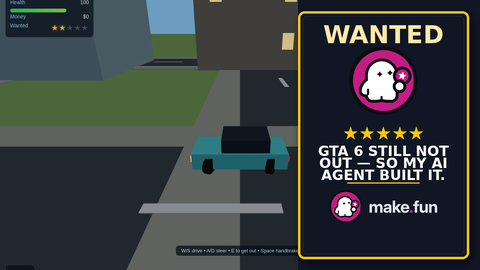 Health 100
Money $0
Wanted ★★★★★
W/S drive • A/D steer • E to get out • Space handbrake
WANTED
★★★★★
GTA 6 STILL NOT
OUT — SO MY AI
AGENT BUILT IT.
make.fun